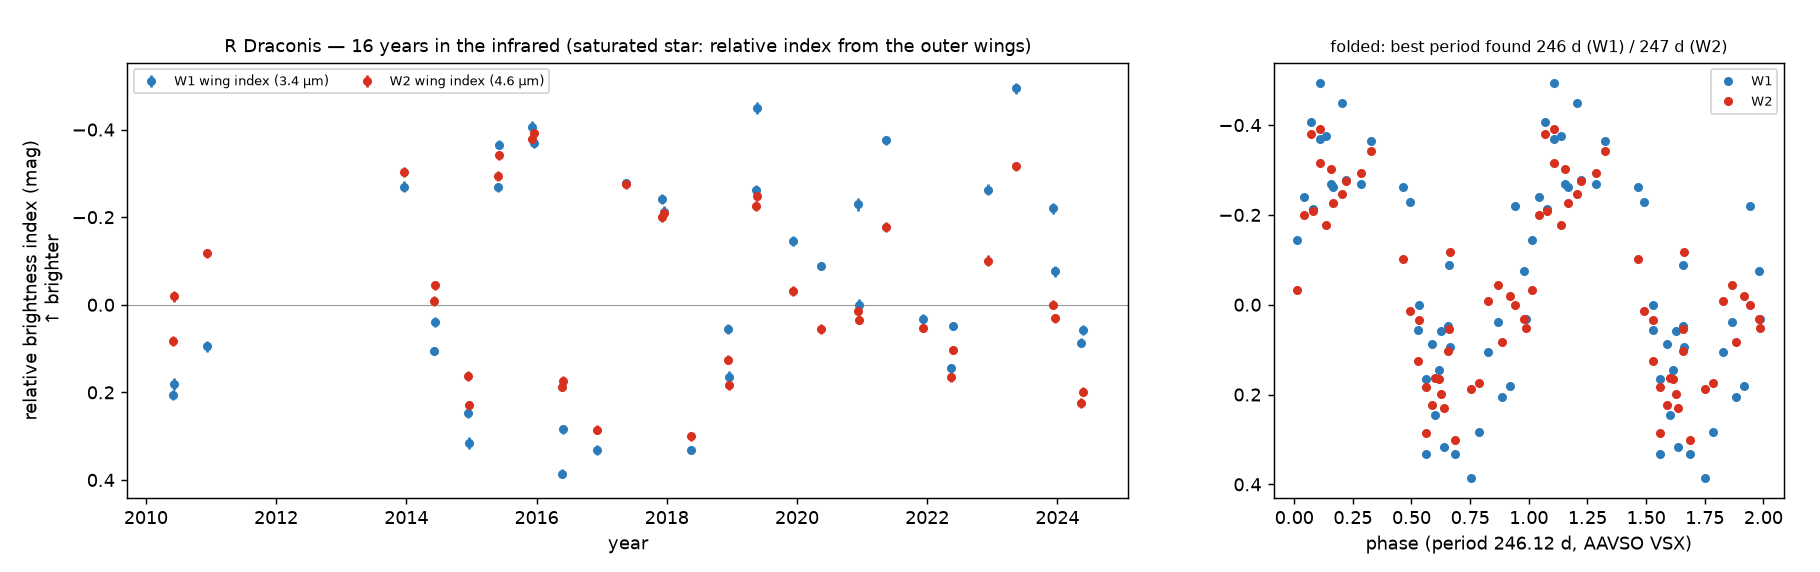 R Draconis — 16 years in the infrared (saturated star: relative index from the outer wings)
W1 wing index (3.4 μm)
W2 wing index (4.6 μm)
relative brightness index (mag)
↑ brighter
−0.4
−0.2
0.0
0.2
0.4
2010
2012
2014
2016
2018
2020
2022
2024
year
folded: best period found 246 d (W1) / 247 d (W2)
W1
W2
−0.4
−0.2
0.0
0.2
0.4
0.00
0.25
0.50
0.75
1.00
1.25
1.50
1.75
2.00
phase (period 246.12 d, AAVSO VSX)